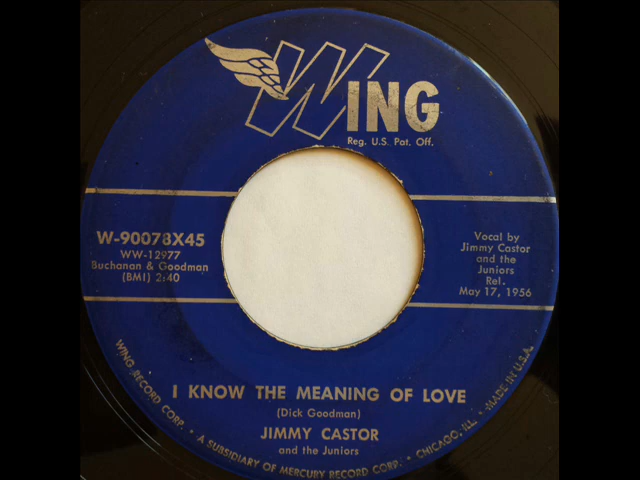 WING
Reg. U.S. Pat. Off.
W-90078X45
WW-12977
Buchanan & Goodman
(BMI) 2:40
Vocal by
Jimmy Castor
and the
Juniors
Rel.
May 17, 1956
I KNOW THE MEANING OF LOVE
(Dick Goodman)
JIMMY CASTOR
and the Juniors
WING RECORD CORP. • A SUBSIDIARY OF MERCURY RECORD CORP. • CHICAGO, ILL. • MADE IN U.S.A.